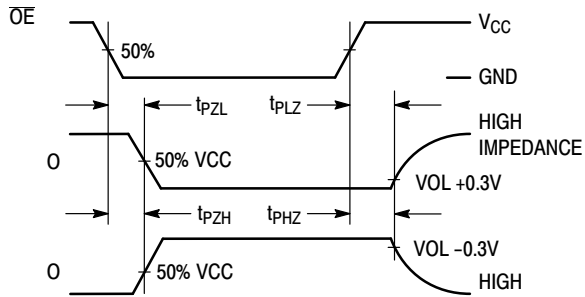 OE
VCC
50%
GND
tPZL
tPLZ
HIGH
IMPEDANCE
O
50% VCC
VOL +0.3V
tPZH
tPHZ
VOL −0.3V
O
50% VCC
HIGH